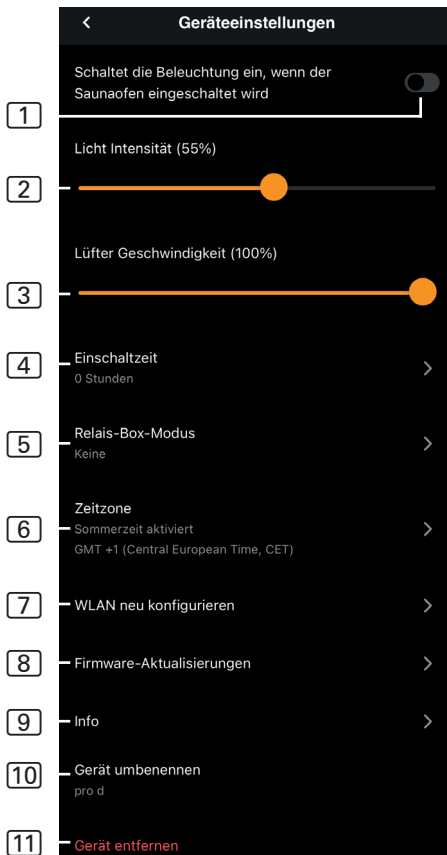 Geräteeinstellungen
Schaltet die Beleuchtung ein, wenn der
Saunaofen eingeschaltet wird
1
Licht Intensität (55%)
2
Lüfter Geschwindigkeit (100%)
3
Einschaltzeit
4
0 Stunden
Relais-Box-Modus
5
Keine
Zeitzone
6
Sommerzeit aktiviert
GMT +1 (Central European Time, CET)
7
WLAN neu konfigurieren
8
Firmware-Aktualisierungen
9
Info
10
Gerät umbenennen
pro d
11
Gerät entfernen